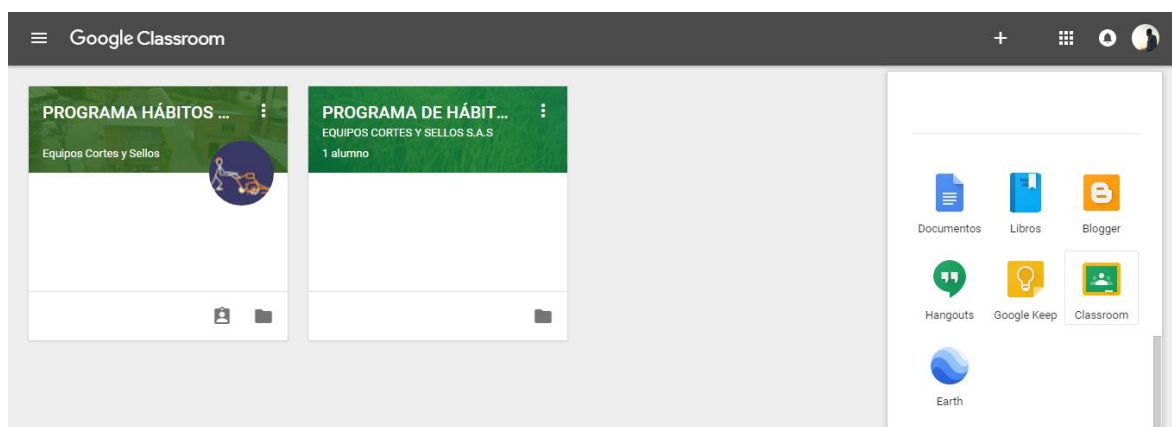 Google Classroom
PROGRAMA HÁBITOS ...
Equipos Cortes y Sellos
PROGRAMA DE HÁBIT...
EQUIPOS CORTES Y SELLOS S.A.S
1 alumno
Documentos Libros Blogger
Hangouts Google Keep Classroom
Earth